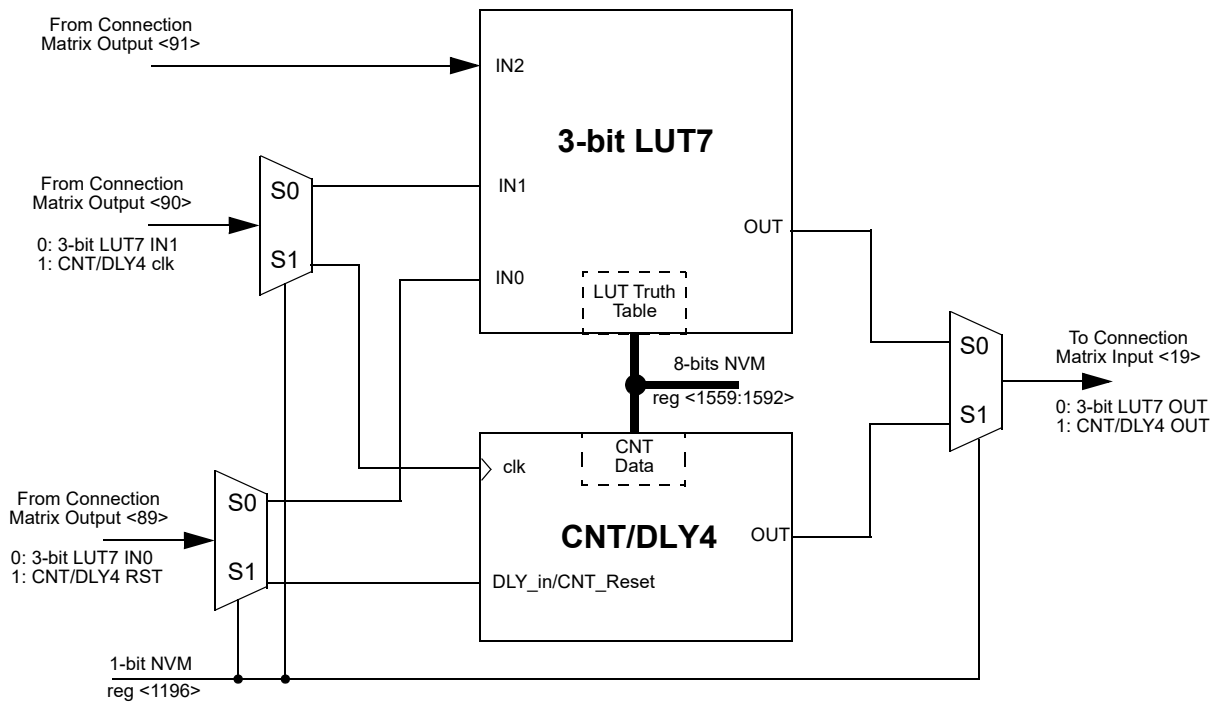 From Connection
Matrix Output <91>
IN2
3-bit LUT7
From Connection
Matrix Output <90>
0: 3-bit LUT7 IN1
1: CNT/DLY4 clk
S0
S1
IN1
IN0
OUT
LUT Truth
Table
8-bits NVM
reg <1559:1592>
S0
S1
To Connection
Matrix Input <19>
0: 3-bit LUT7 OUT
1: CNT/DLY4 OUT
CNT
Data
clk
CNT/DLY4
OUT
DLY_in/CNT_Reset
From Connection
Matrix Output <89>
0: 3-bit LUT7 IN0
1: CNT/DLY4 RST
S0
S1
1-bit NVM
reg <1196>